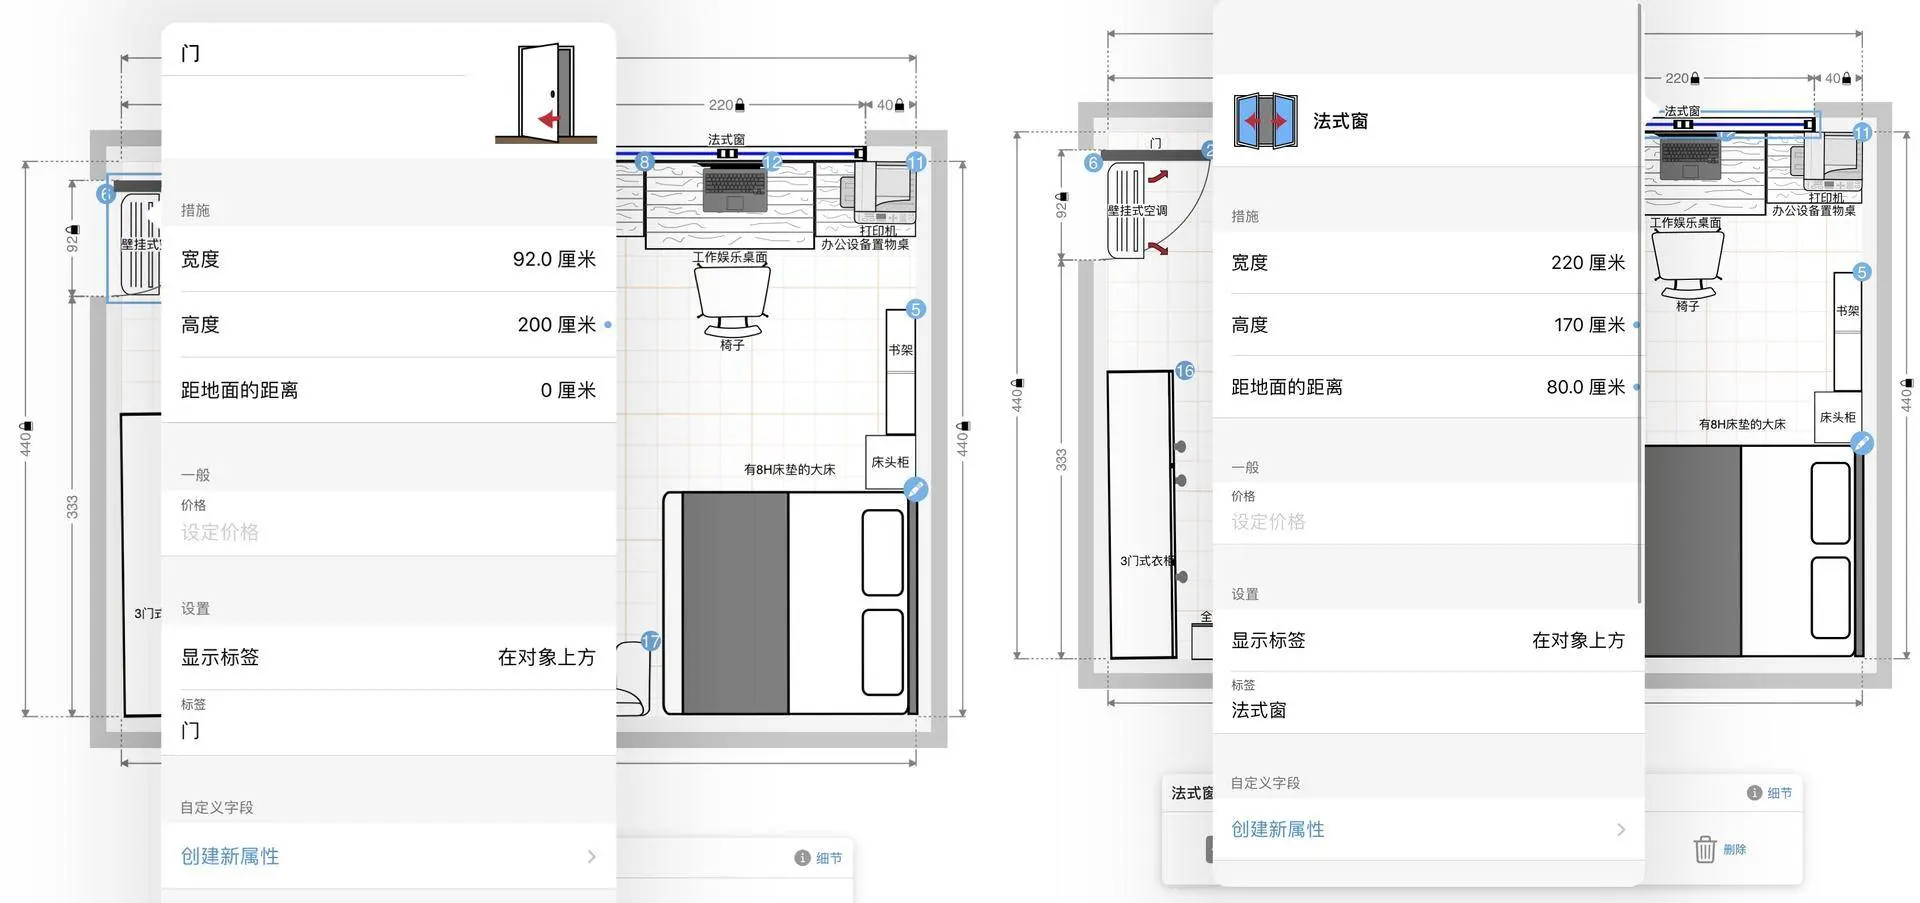 门
措施
宽度 92.0 厘米
高度 200 厘米
距地面的距离 0 厘米
一般
价格
设定价格
设置
显示标签 在对象上方
标签
门
自定义字段
创建新属性
细节
220
40
法式窗
6
8
12
11
92
壁挂式
打印机
办公设备置物桌
工作娱乐桌面
椅子
5
书架
床头柜
有8H床垫的大床
440
440
333
3门式
17
法式窗
措施
宽度 220 厘米
高度 170 厘米
距地面的距离 80.0 厘米
一般
价格
设定价格
设置
显示标签 在对象上方
标签
法式窗
自定义字段
创建新属性
法式窗
细节
删除
220
40
法式窗
门
6
2
12
11
92
壁挂式空调
打印机
办公设备置物桌
工作娱乐桌面
椅子
5
书架
床头柜
有8H床垫的大床
16
440
440
333
3门式衣柜
全